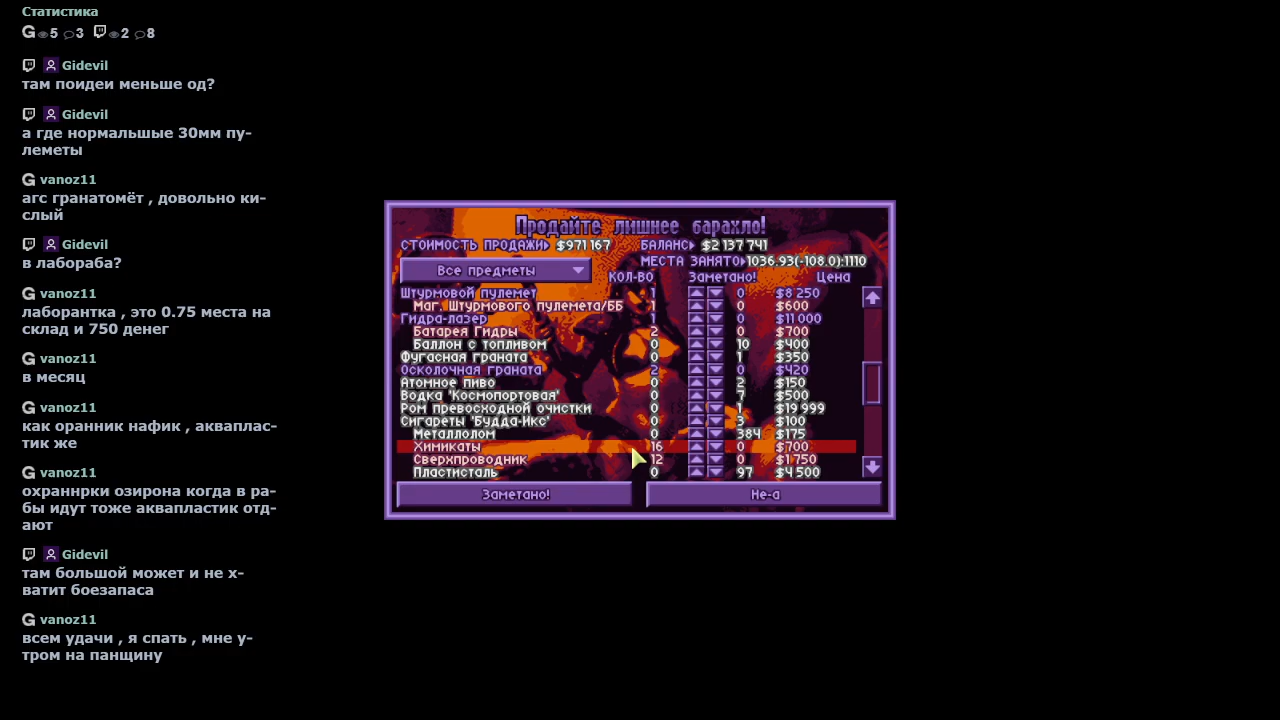 Статистика
5 3 2 8
Gidevil
там поидеи меньше од?
Gidevil
а где нормальшые 30мм пу-
леметы
vanoz11
агс гранатомёт , довольно ки-
слый
Gidevil
в лабораба?
vanoz11
лаборантка , это 0.75 места на
склад и 750 денег
vanoz11
в месяц
vanoz11
как оранник нафик , акваплас-
тик же
vanoz11
охраннрки озирона когда в ра-
бы идут тоже аквапластик отд-
ают
Gidevil
там большой может и не х-
ватит боезапаса
vanoz11
всем удачи , я спать , мне у-
тром на панщину
Продайте лишнее барахло!
СТОИМОСТЬ ПРОДАЖИ> $971 167 БАЛАНС> $2 137 741
МЕСТА ЗАНЯТО>1036.93(-108.0):1110
Все предметы
КОЛ-ВО Заметано! Цена
Штурмовой пулемет 1 0 $8 250
Маг. Штурмового пулемета/ББ 1 0 $600
Гидра-лазер 1 0 $11 000
Батарея Гидры 2 0 $700
Баллон с топливом 0 10 $400
Фугасная граната 0 1 $350
Осколочная граната 2 0 $420
Атомное пиво 0 2 $150
Водка 'Космопортовая' 0 7 $500
Ром превосходной очистки 0 1 $19 999
Сигареты 'Будда-Икс' 0 3 $100
Металлолом 0 384 $175
Химикаты 16 0 $700
Сверхпроводник 12 0 $1 750
Пластисталь 0 97 $4 500
Заметано! Не-а